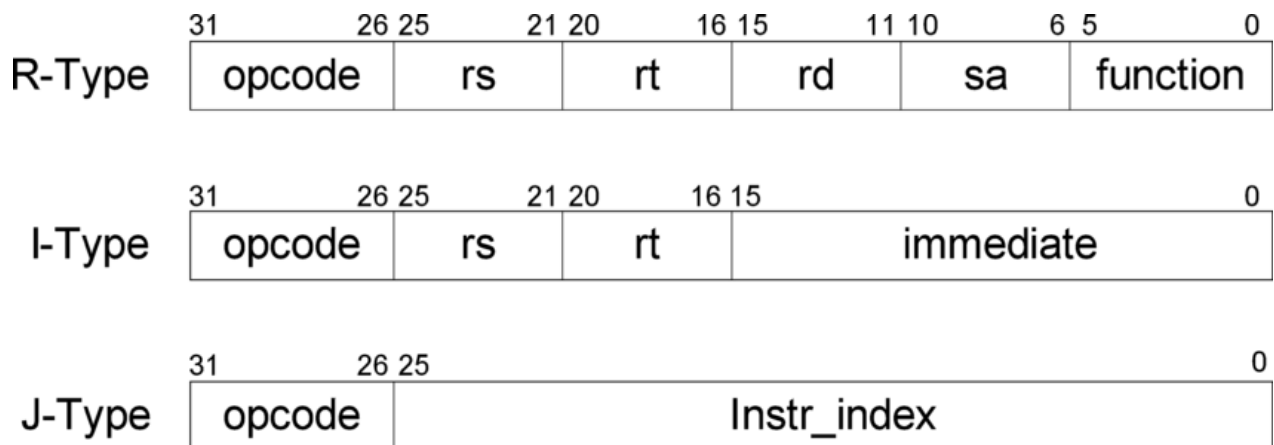 31 26 25 21 20 16 15 11 10 6 5 0
R-Type opcode rs rt rd sa function
31 26 25 21 20 16 15 0
I-Type opcode rs rt immediate
31 26 25 0
J-Type opcode Instr_index